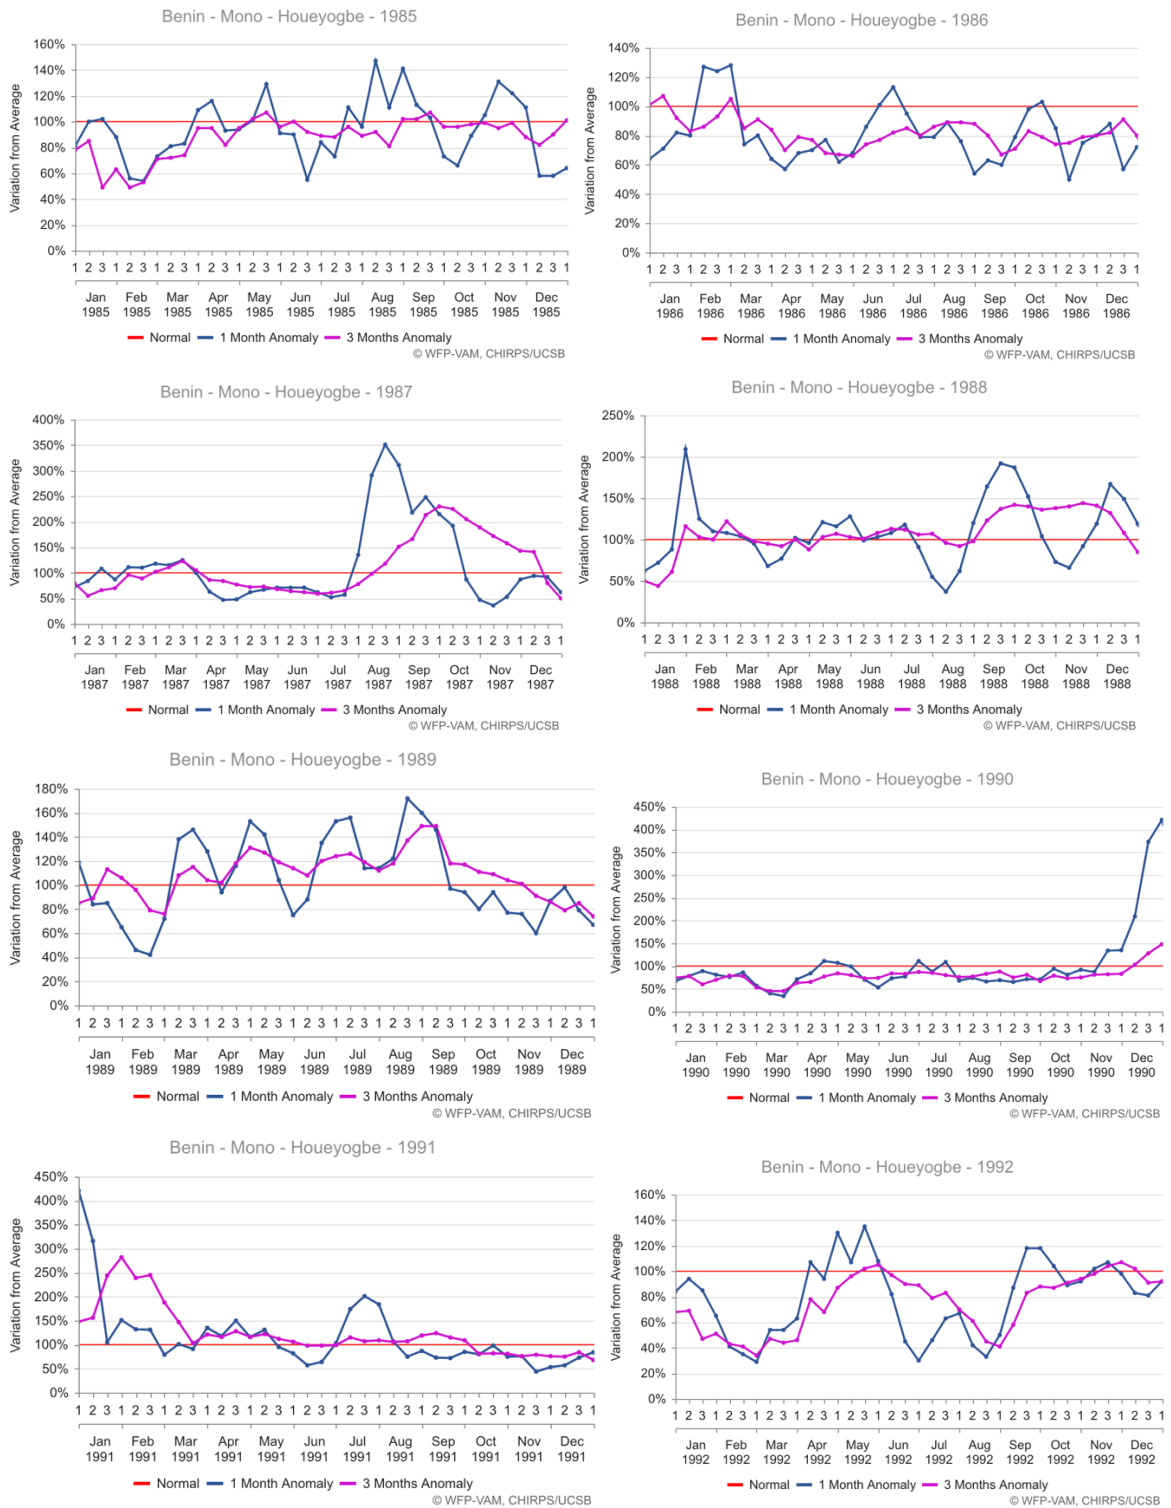 Benin - Mono - Houeyogbe - 1985
Variation from Average
160%
140%
120%
100%
80%
60%
40%
20%
0%
1 2 3 1 2 3 1 2 3 1 2 3 1 2 3 1 2 3 1 2 3 1 2 3 1 2 3 1 2 3 1 2 3 1 2 3 1
Jan Feb Mar Apr May Jun Jul Aug Sep Oct Nov Dec
1985 1985 1985 1985 1985 1985 1985 1985 1985 1985 1985 1985
Normal 1 Month Anomaly 3 Months Anomaly
© WFP-VAM, CHIRPS/UCSB
Benin - Mono - Houeyogbe - 1986
Variation from Average
140%
120%
100%
80%
60%
40%
20%
0%
1 2 3 1 2 3 1 2 3 1 2 3 1 2 3 1 2 3 1 2 3 1 2 3 1 2 3 1 2 3 1 2 3 1 2 3 1
Jan Feb Mar Apr May Jun Jul Aug Sep Oct Nov Dec
1986 1986 1986 1986 1986 1986 1986 1986 1986 1986 1986 1986
Normal 1 Month Anomaly 3 Months Anomaly
© WFP-VAM, CHIRPS/UCSB
Benin - Mono - Houeyogbe - 1987
Variation from Average
400%
350%
300%
250%
200%
150%
100%
50%
0%
1 2 3 1 2 3 1 2 3 1 2 3 1 2 3 1 2 3 1 2 3 1 2 3 1 2 3 1 2 3 1 2 3 1 2 3 1
Jan Feb Mar Apr May Jun Jul Aug Sep Oct Nov Dec
1987 1987 1987 1987 1987 1987 1987 1987 1987 1987 1987 1987
Normal 1 Month Anomaly 3 Months Anomaly
© WFP-VAM, CHIRPS/UCSB
Benin - Mono - Houeyogbe - 1988
Variation from Average
250%
200%
150%
100%
50%
0%
1 2 3 1 2 3 1 2 3 1 2 3 1 2 3 1 2 3 1 2 3 1 2 3 1 2 3 1 2 3 1 2 3 1 2 3 1
Jan Feb Mar Apr May Jun Jul Aug Sep Oct Nov Dec
1988 1988 1988 1988 1988 1988 1988 1988 1988 1988 1988 1988
Normal 1 Month Anomaly 3 Months Anomaly
© WFP-VAM, CHIRPS/UCSB
Benin - Mono - Houeyogbe - 1989
Variation from Average
180%
160%
140%
120%
100%
80%
60%
40%
20%
0%
1 2 3 1 2 3 1 2 3 1 2 3 1 2 3 1 2 3 1 2 3 1 2 3 1 2 3 1 2 3 1 2 3 1 2 3 1
Jan Feb Mar Apr May Jun Jul Aug Sep Oct Nov Dec
1989 1989 1989 1989 1989 1989 1989 1989 1989 1989 1989 1989
Normal 1 Month Anomaly 3 Months Anomaly
© WFP-VAM, CHIRPS/UCSB
Benin - Mono - Houeyogbe - 1990
Variation from Average
450%
400%
350%
300%
250%
200%
150%
100%
50%
0%
1 2 3 1 2 3 1 2 3 1 2 3 1 2 3 1 2 3 1 2 3 1 2 3 1 2 3 1 2 3 1 2 3 1 2 3 1
Jan Feb Mar Apr May Jun Jul Aug Sep Oct Nov Dec
1990 1990 1990 1990 1990 1990 1990 1990 1990 1990 1990 1990
Normal 1 Month Anomaly 3 Months Anomaly
© WFP-VAM, CHIRPS/UCSB
Benin - Mono - Houeyogbe - 1991
Variation from Average
450%
400%
350%
300%
250%
200%
150%
100%
50%
0%
1 2 3 1 2 3 1 2 3 1 2 3 1 2 3 1 2 3 1 2 3 1 2 3 1 2 3 1 2 3 1 2 3 1 2 3 1
Jan Feb Mar Apr May Jun Jul Aug Sep Oct Nov Dec
1991 1991 1991 1991 1991 1991 1991 1991 1991 1991 1991 1991
Normal 1 Month Anomaly 3 Months Anomaly
© WFP-VAM, CHIRPS/UCSB
Benin - Mono - Houeyogbe - 1992
Variation from Average
160%
140%
120%
100%
80%
60%
40%
20%
0%
1 2 3 1 2 3 1 2 3 1 2 3 1 2 3 1 2 3 1 2 3 1 2 3 1 2 3 1 2 3 1 2 3 1 2 3 1
Jan Feb Mar Apr May Jun Jul Aug Sep Oct Nov Dec
1992 1992 1992 1992 1992 1992 1992 1992 1992 1992 1992 1992
Normal 1 Month Anomaly 3 Months Anomaly
© WFP-VAM, CHIRPS/UCSB